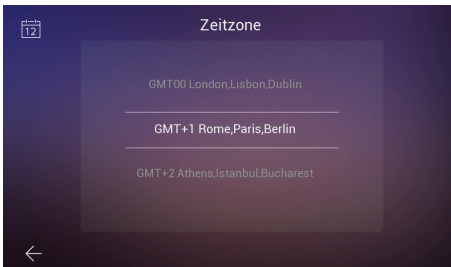 Zeitzone
12
GMT00 London,Lisbon,Dublin
GMT+1 Rome,Paris,Berlin
GMT+2 Athens,Istanbul,Bucharest